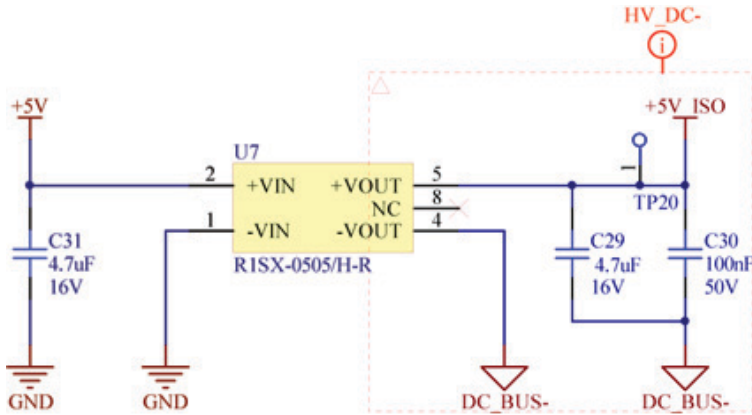 HV_DC-
i
+5V
+5V_ISO
U7
2
+VIN
+VOUT
5
NC
8
1
-VIN
-VOUT
4
1
TP20
R1SX-0505/H-R
C31
4.7uF
16V
C29
4.7uF
16V
C30
100nF
50V
GND
GND
DC_BUS-
DC_BUS-